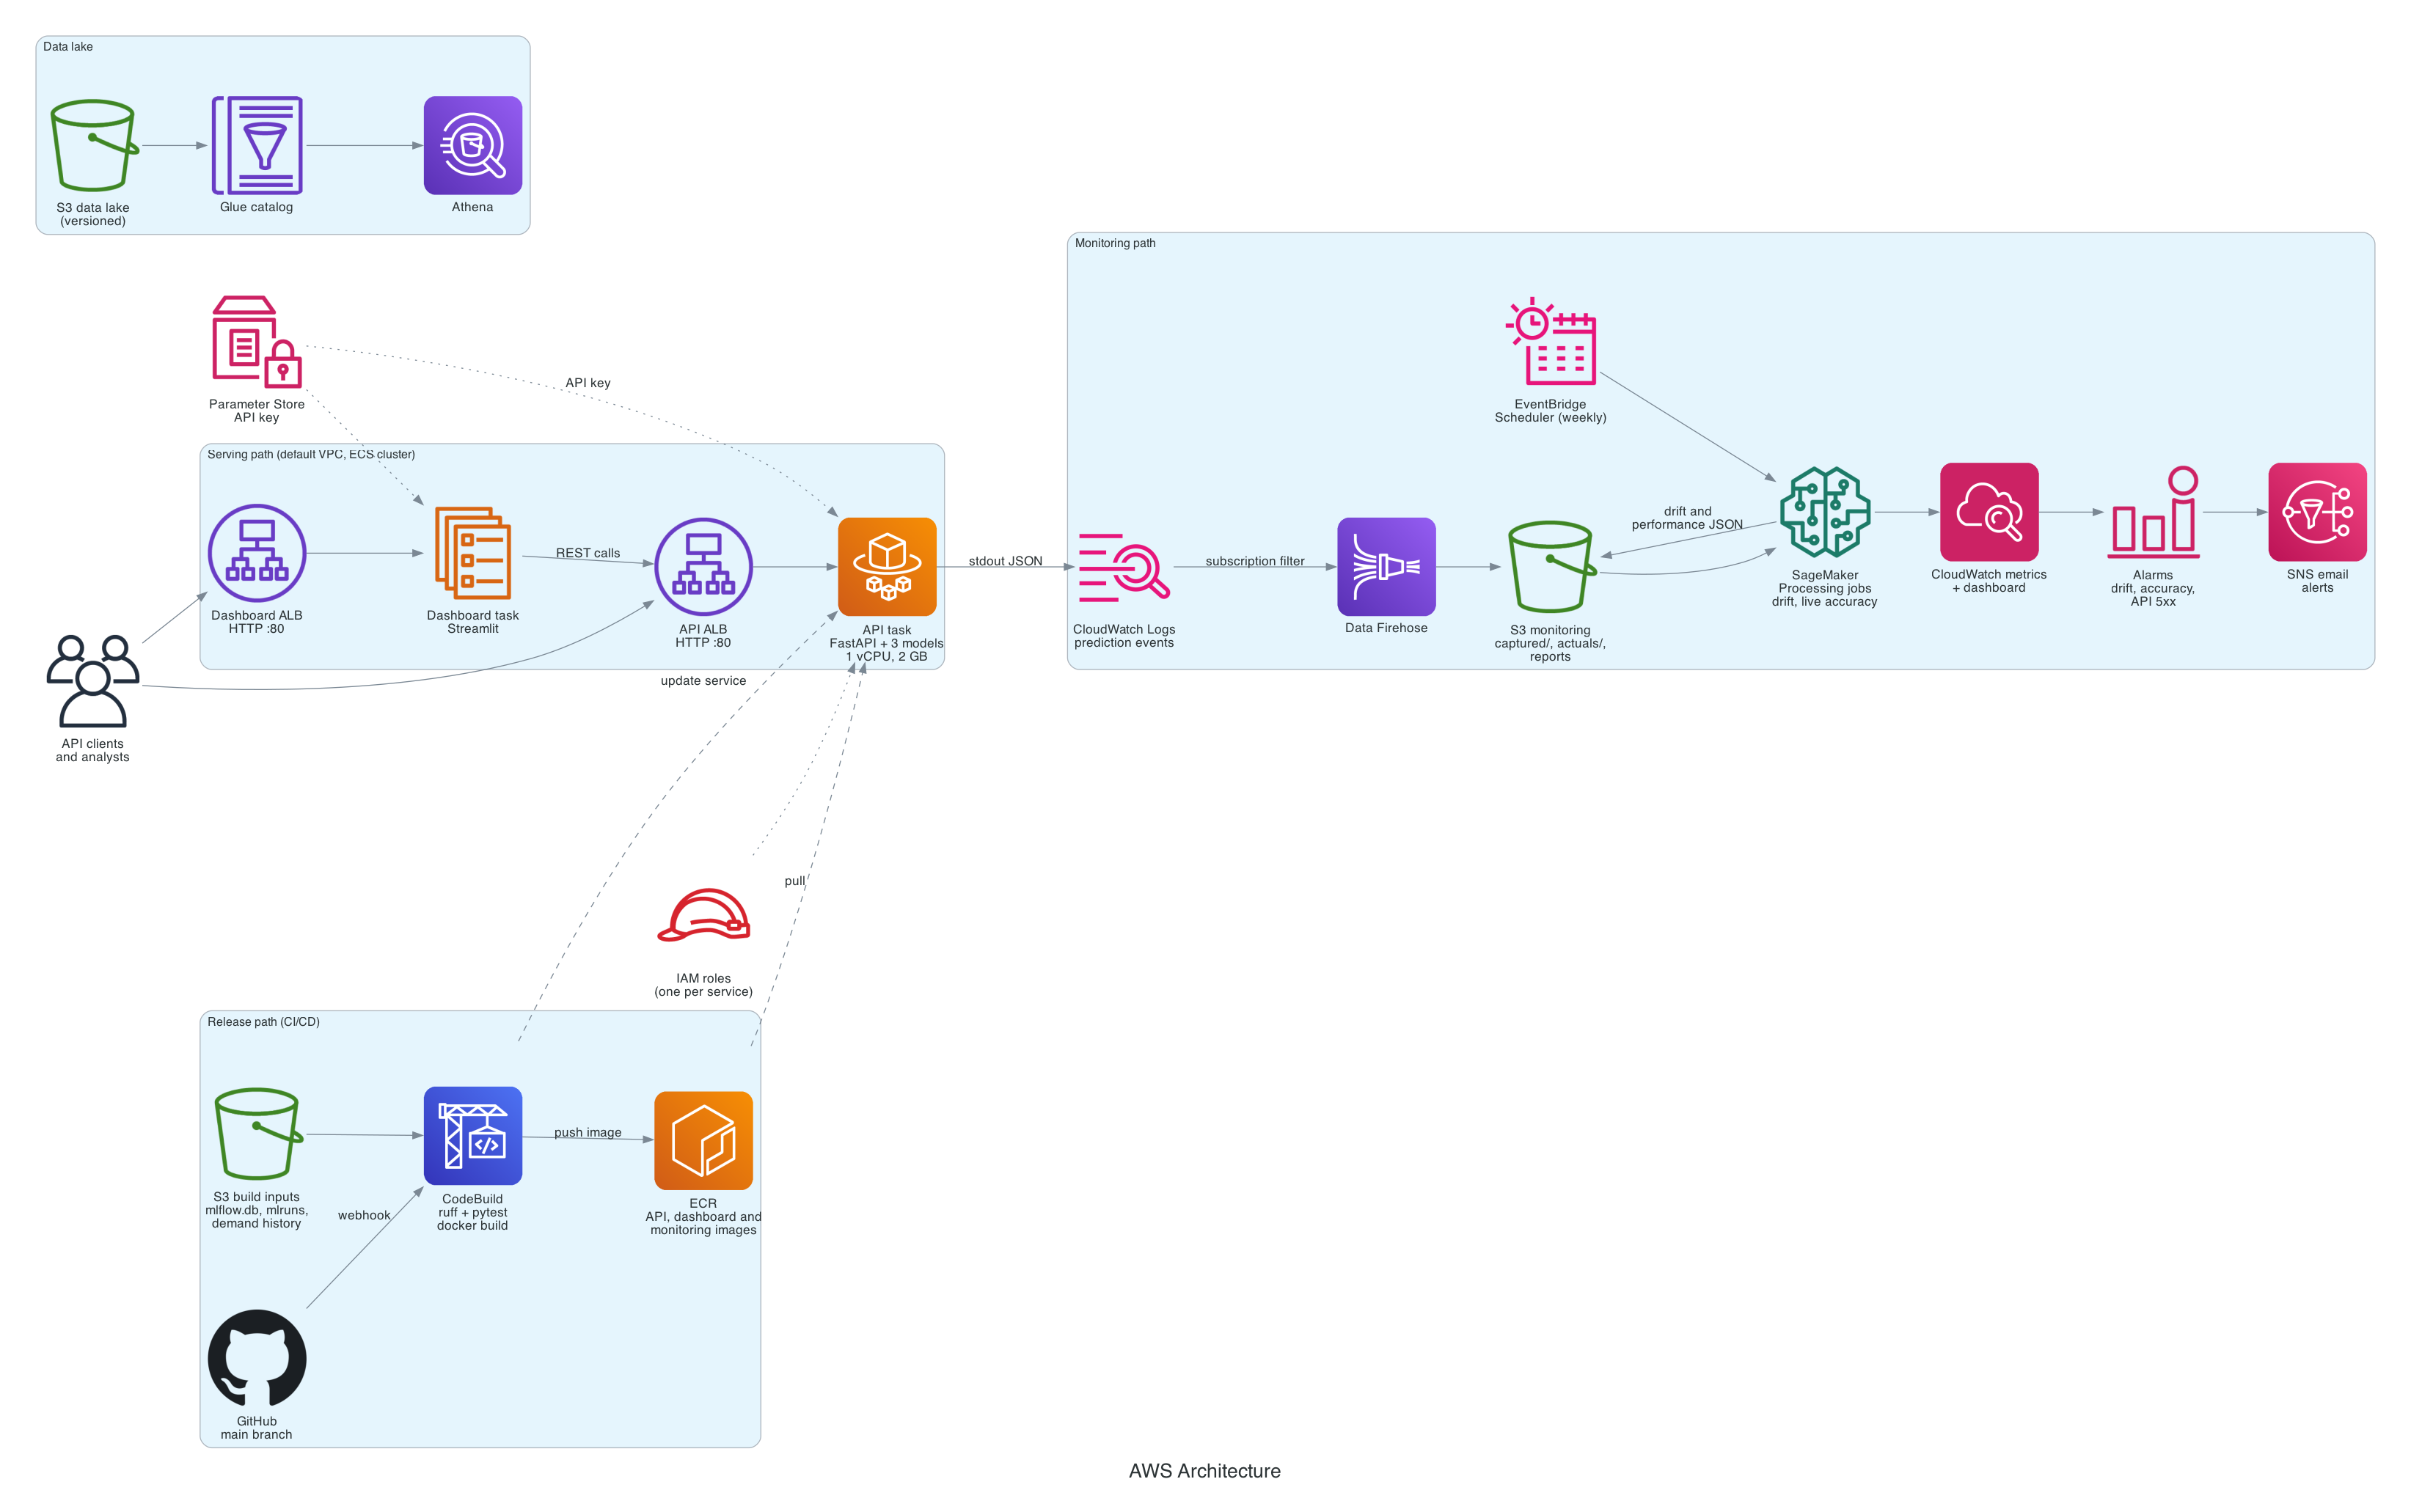 Data lake
S3 data lake
(versioned)
Glue catalog
Athena
Monitoring path
Parameter Store
API key
API key
EventBridge
Scheduler (weekly)
Serving path (default VPC, ECS cluster)
Dashboard ALB
HTTP :80
Dashboard task
Streamlit
REST calls
API ALB
HTTP :80
API task
FastAPI + 3 models
1 vCPU, 2 GB
stdout JSON
CloudWatch Logs
prediction events
subscription filter
Data Firehose
S3 monitoring
captured/, actuals/,
reports
drift and
performance JSON
SageMaker
Processing jobs
drift, live accuracy
CloudWatch metrics
+ dashboard
Alarms
drift, accuracy,
API 5xx
SNS email
alerts
API clients
and analysts
update service
pull
IAM roles
(one per service)
Release path (CI/CD)
S3 build inputs
mlflow.db, mlruns,
demand history
webhook
CodeBuild
ruff + pytest
docker build
push image
ECR
API, dashboard and
monitoring images
GitHub
main branch
AWS Architecture